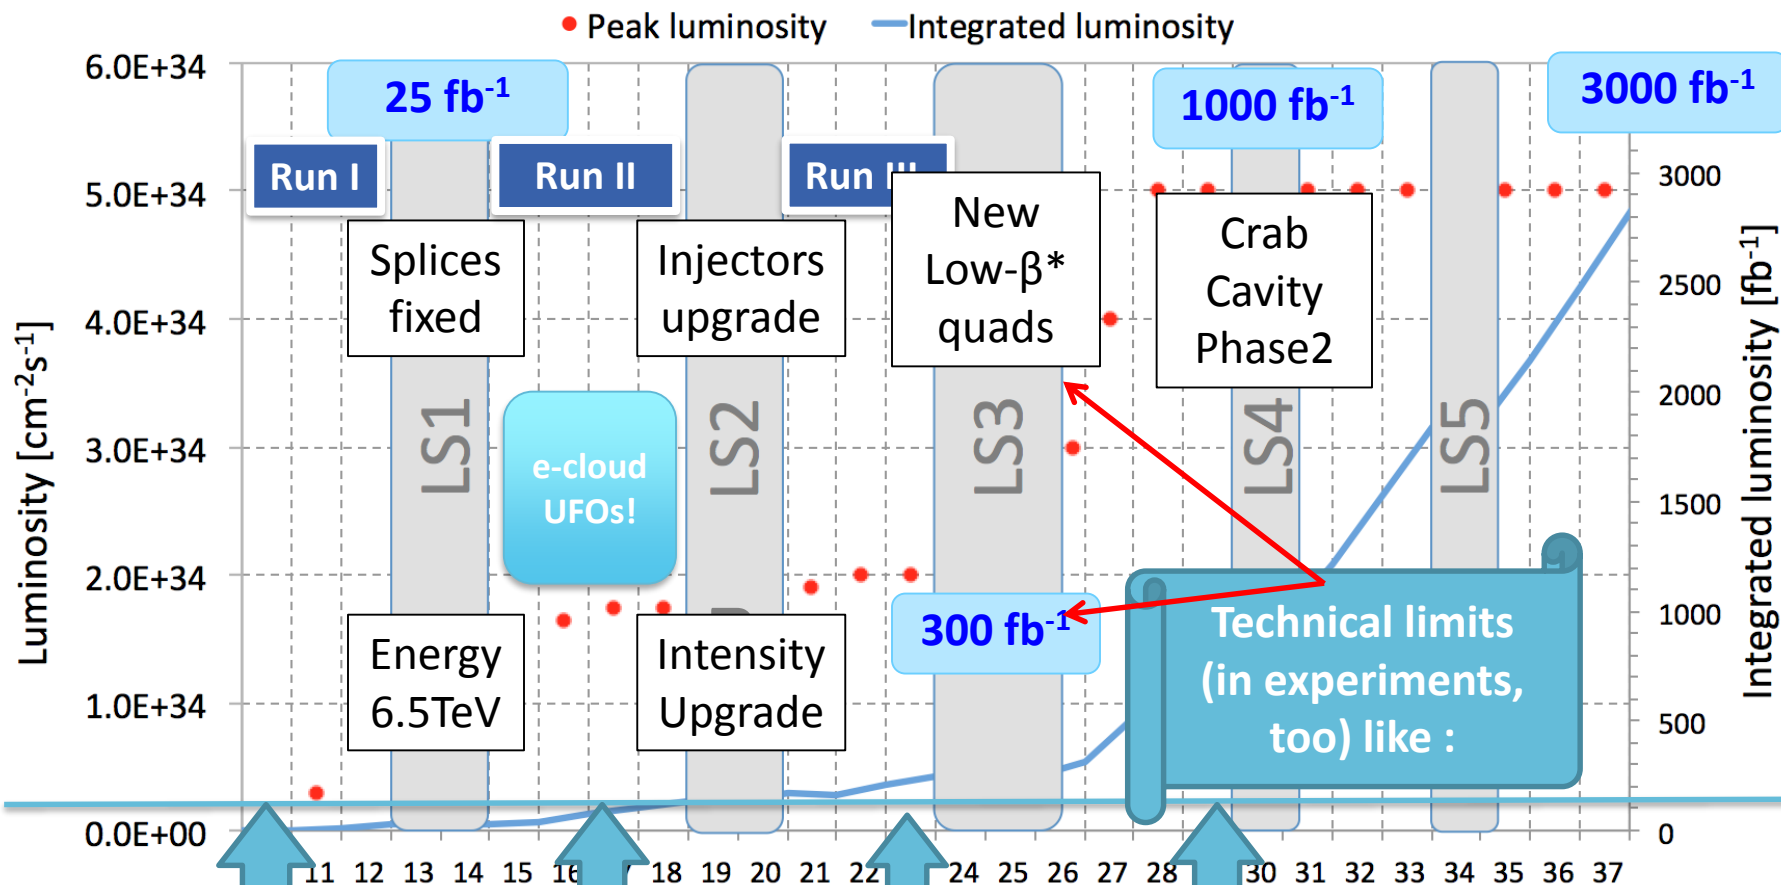 Peak luminosity Integrated luminosity
6.0E+34
5.0E+34
4.0E+34
3.0E+34
2.0E+34
1.0E+34
0.0E+00
Luminosity [cm⁻²s⁻¹]
25 fb⁻¹
1000 fb⁻¹
3000 fb⁻¹
Run I
Run II
Run III
Splices
fixed
Injectors
upgrade
New
Low-β*
quads
Crab
Cavity
Phase2
LS1
LS2
LS3
LS4
LS5
e-cloud
UFOs!
Energy
6.5TeV
Intensity
Upgrade
300 fb⁻¹
Technical limits
(in experiments,
too) like :
3000
2500
2000
1500
1000
500
0
Integrated luminosity [fb⁻¹]
11 12 13 14 15 16 18 19 20 21 22 24 25 26 27 28 30 31 32 33 34 35 36 37